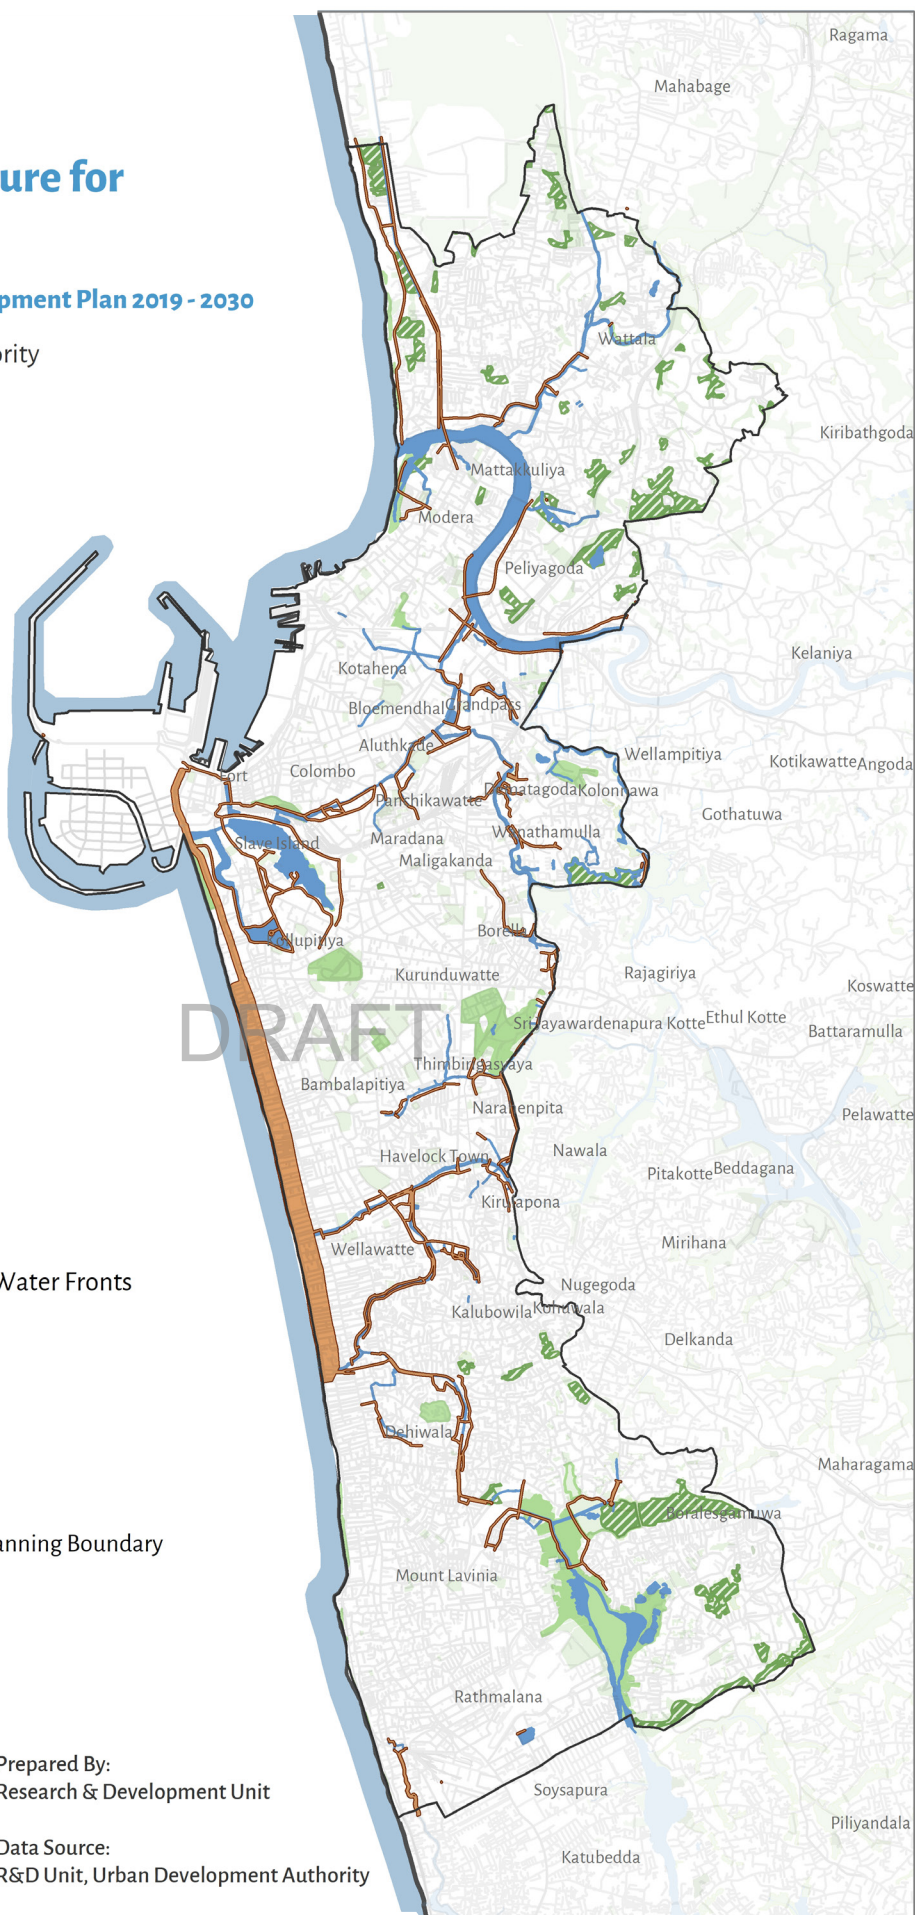 Ragama
Mahabage
ure for
pment Plan 2019 - 2030
ority
Wattala
Kiribathgoda
Mattakkuliya
Modera
Peliyagoda
Kelaniya
Kotahena
Bloemendhal
Grandpass
Aluthkade
Wellampitiya
Kotikawatte
Angoda
Fort
Colombo
Dematagoda
Kolonnawa
Panchikawatte
Gothatuwa
Maradana
Wanathamulla
Slave Island
Maligakanda
Borella
Kollupitiya
Kurunduwatte
Rajagiriya
Koswatte
DRAFT
Sri Jayawardenapura Kotte
Ethul Kotte
Battaramulla
Thimbirigasyaya
Bambalapitiya
Narahenpita
Pelawatte
Havelock Town
Nawala
Pitakotte
Beddagana
Kirulapona
Wellawatte
Mirihana
Water Fronts
Nugegoda
Kalubowila
Kohuwala
Delkanda
Dehiwala
Maharagama
Boralesgamuwa
anning Boundary
Mount Lavinia
Rathmalana
Prepared By:
Research & Development Unit
Soysapura
Piliyandala
Data Source:
Katubedda
R&D Unit, Urban Development Authority